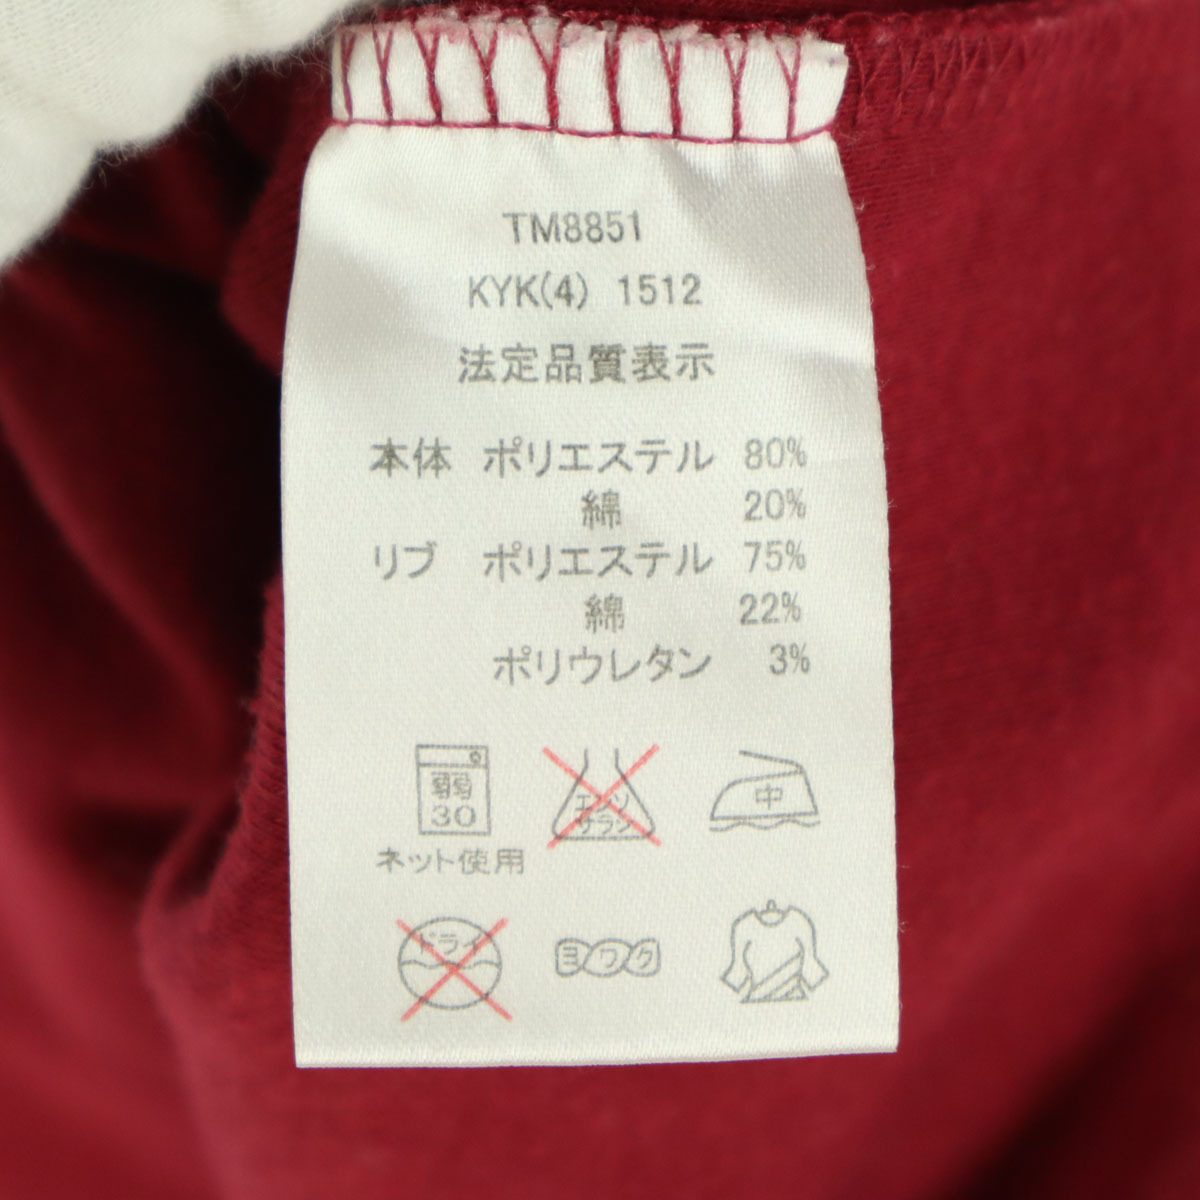 TM8851
KYK(4) 1512
法定品質表示
本体 ポリエステル 80%
綿 20%
リブ ポリエステル 75%
綿 22%
ポリウレタン 3%
弱
30
エンソ
サラシ
中
ネット使用
ドライ
ヨワク